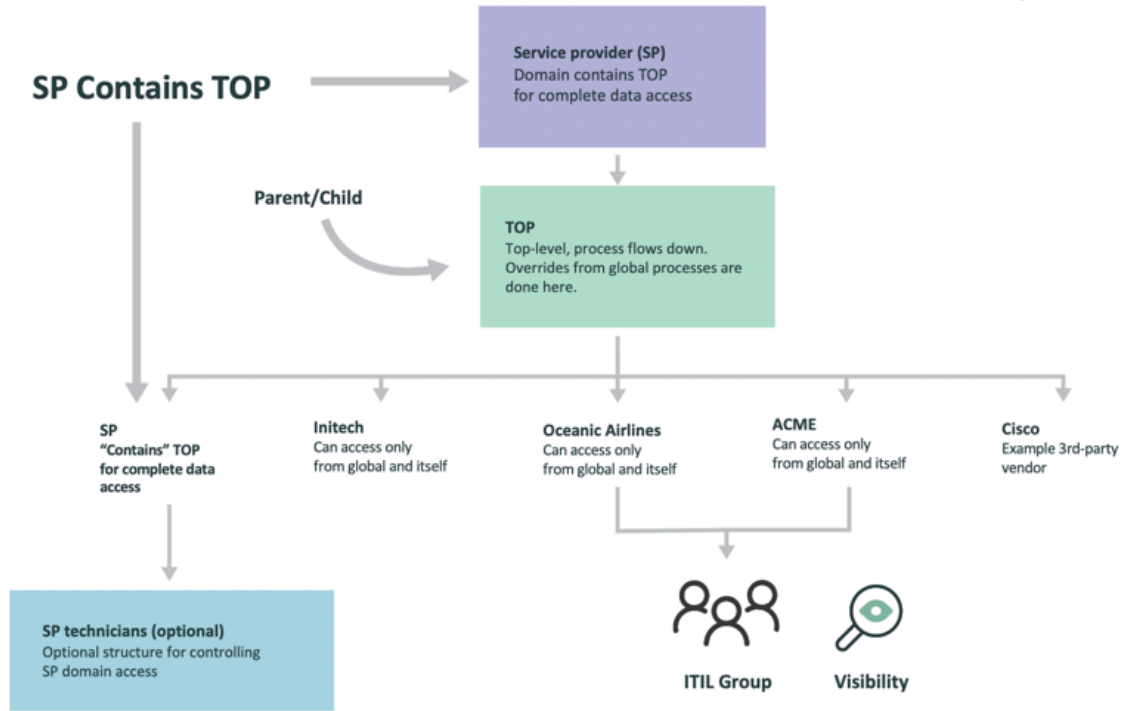 SP Contains TOP
Service provider (SP)
Domain contains TOP
for complete data access
Parent/Child
TOP
Top-level, process flows down.
Overrides from global processes are
done here.
SP
“Contains” TOP
for complete data
access
Initech
Can access only
from global and itself
Oceanic Airlines
Can access only
from global and itself
ACME
Can access only
from global and itself
Cisco
Example 3rd-party
vendor
SP technicians (optional)
Optional structure for controlling
SP domain access
ITIL Group
Visibility